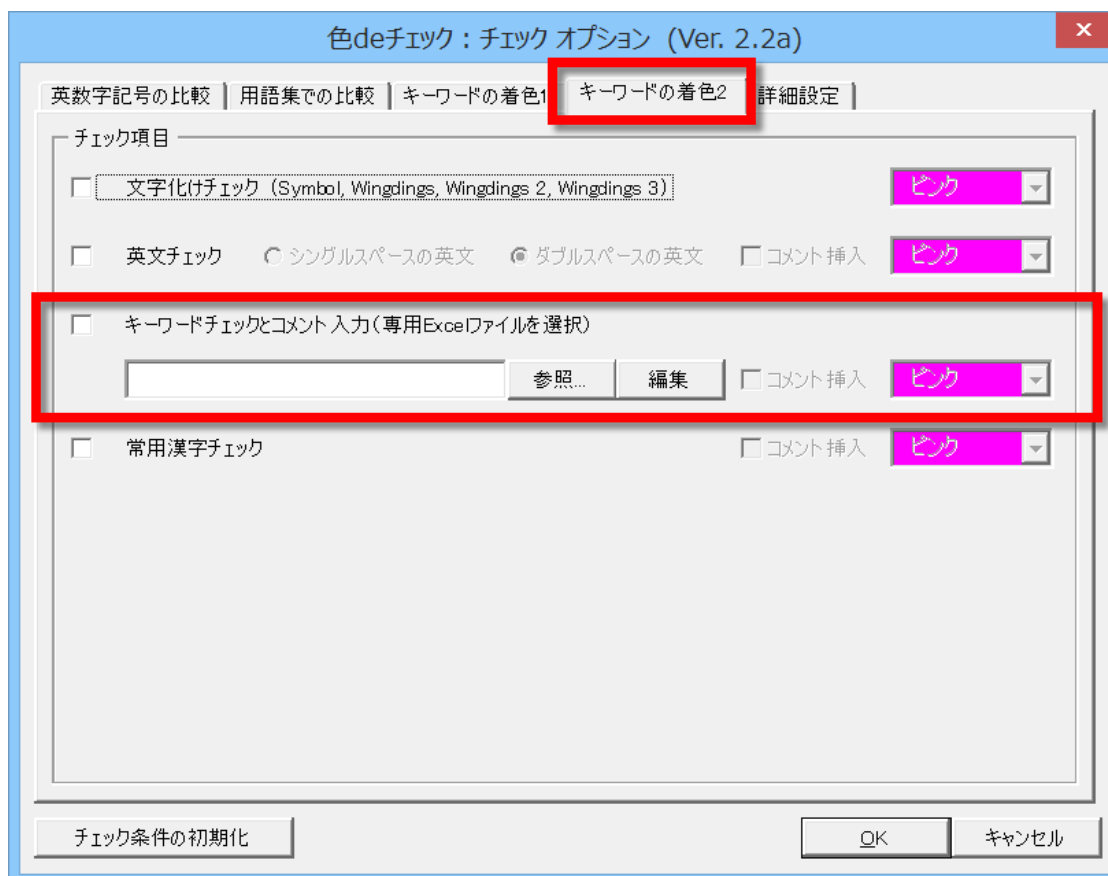 色deチェック：チェック オプション (Ver. 2.2a)
英数字記号の比較 用語集での比較 キーワードの着色1 キーワードの着色2 詳細設定
チェック項目
文字化けチェック (Symbol, Wingdings, Wingdings 2, Wingdings 3) ピンク
英文チェック シングルスペースの英文 ダブルスペースの英文 コメント挿入 ピンク
キーワードチェックとコメント入力(専用Excelファイルを選択)
参照... 編集 コメント挿入 ピンク
常用漢字チェック コメント挿入 ピンク
チェック条件の初期化 OK キャンセル